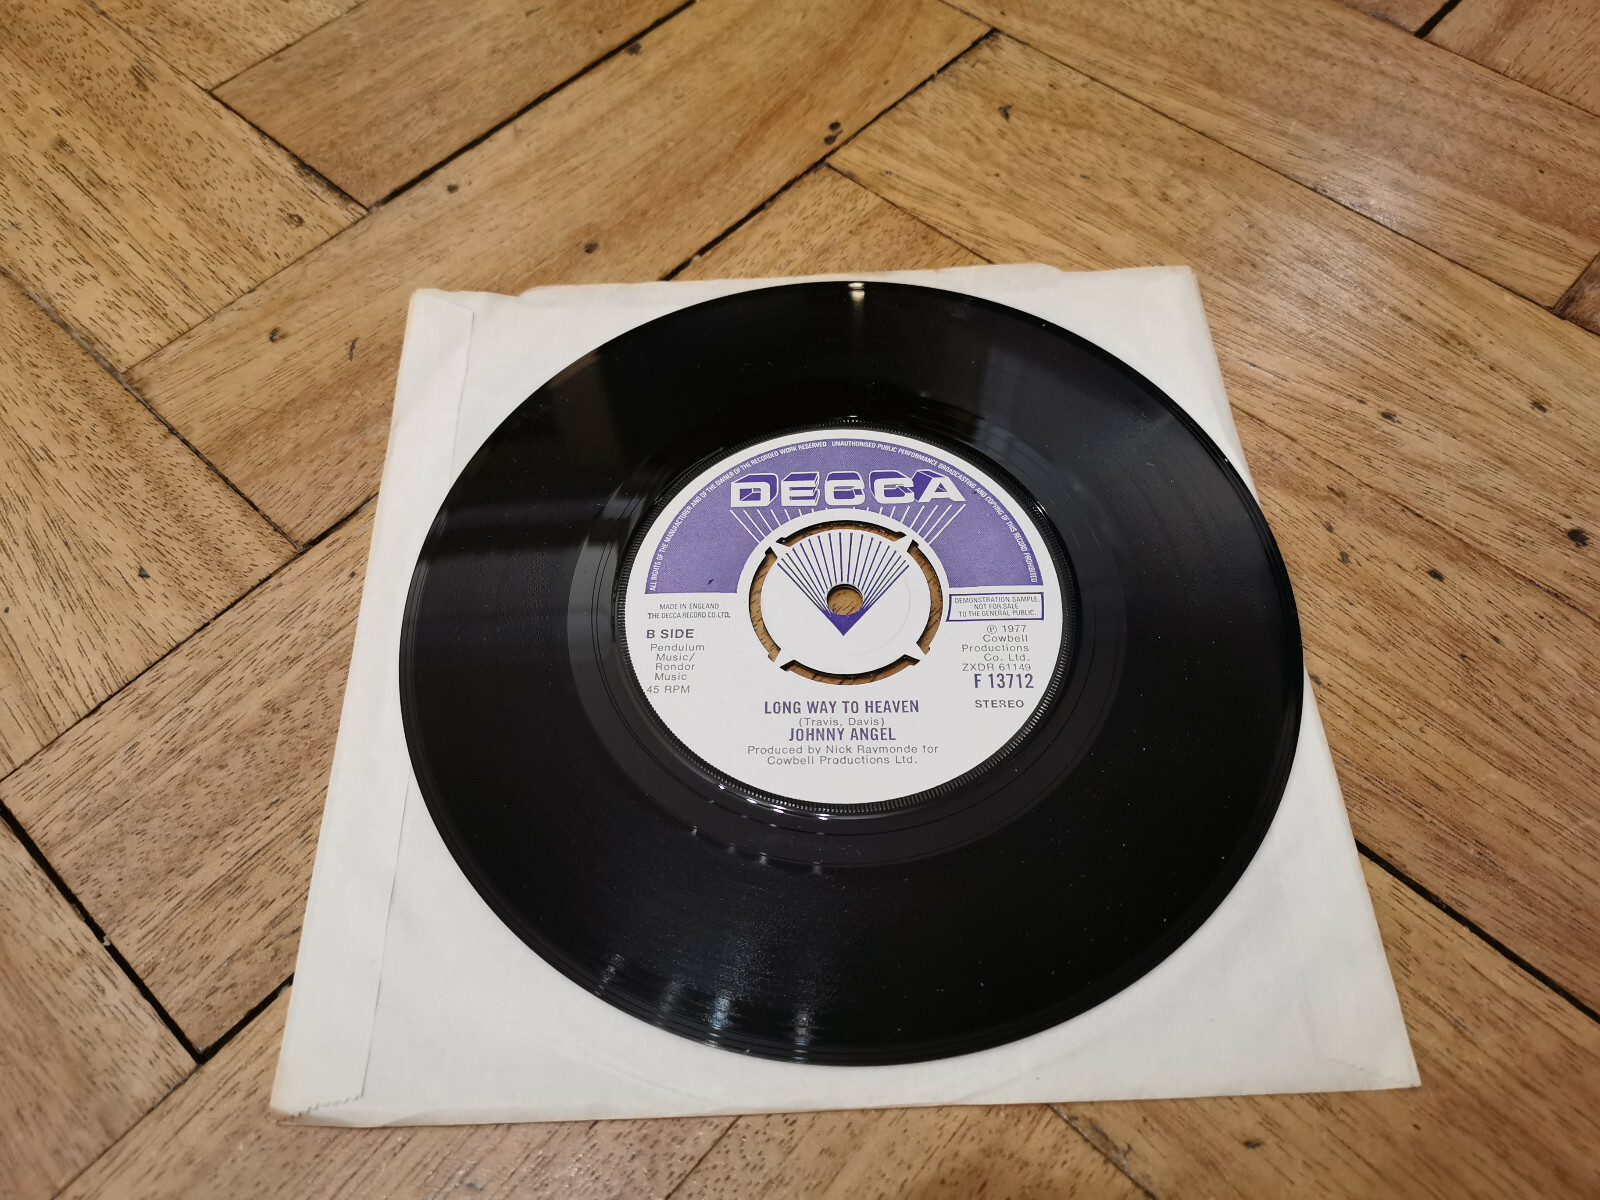 ALL RIGHTS OF THE MANUFACTURER AND OF THE OWNER OF THE RECORDED WORK RESERVED UNAUTHORISED PUBLIC PERFORMANCE BROADCASTING AND COPYING OF THIS RECORD PROHIBITED
DECCA
MADE IN ENGLAND
THE DECCA RECORD CO. LTD.
B SIDE
Pendulum
Music/
Rondor
Music
45 RPM
DEMONSTRATION SAMPLE.
NOT FOR SALE
TO THE GENERAL PUBLIC.
℗ 1977
Cowbell
Productions
Co. Ltd.
ZXDR 61149
F 13712
STEREO
LONG WAY TO HEAVEN
(Travis, Davis)
JOHNNY ANGEL
Produced by Nick Raymonde for
Cowbell Productions Ltd.